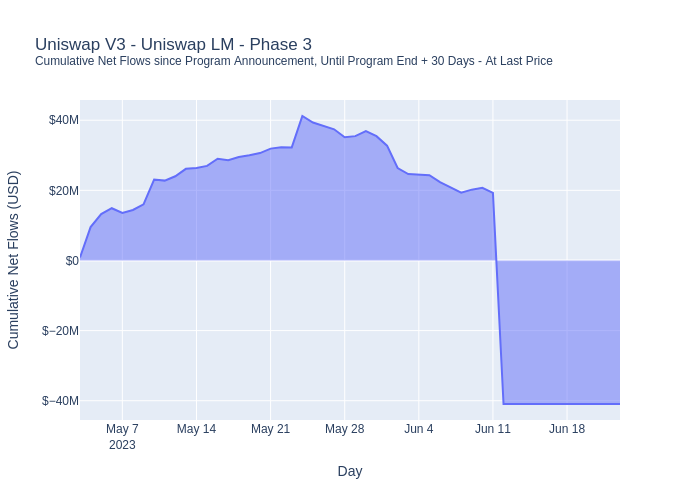 Uniswap V3 - Uniswap LM - Phase 3
Cumulative Net Flows since Program Announcement, Until Program End + 30 Days - At Last Price
Cumulative Net Flows (USD)
$40M
$20M
$0
$−20M
$−40M
May 7
2023
May 14
May 21
May 28
Jun 4
Jun 11
Jun 18
Day